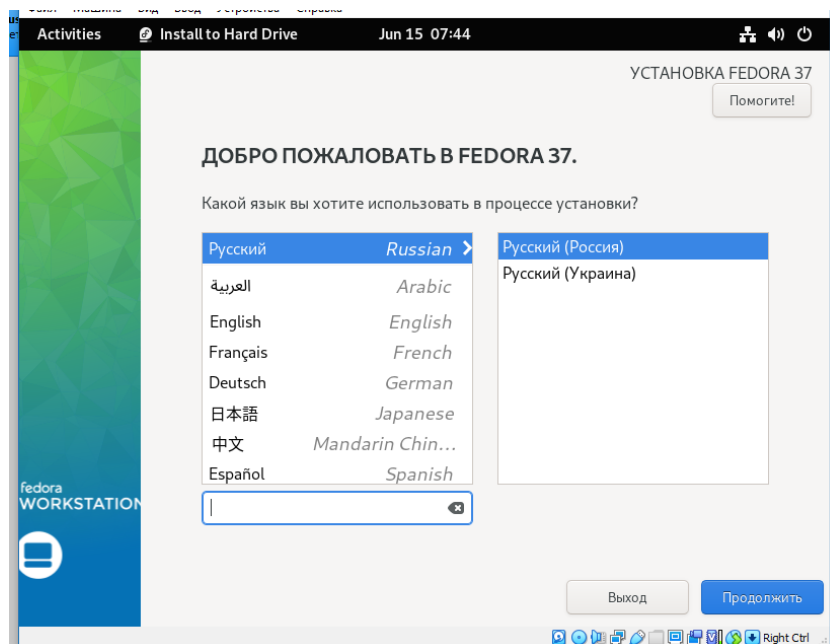 Activities Install to Hard Drive Jun 15 07:44
УСТАНОВКА FEDORA 37
Помогите!
ДОБРО ПОЖАЛОВАТЬ В FEDORA 37.
Какой язык вы хотите использовать в процессе установки?
Русский Russian
العربية Arabic
English English
Français French
Deutsch German
日本語 Japanese
中文 Mandarin Chin...
Español Spanish
Русский (Россия)
Русский (Украина)
fedora
WORKSTATION
Выход Продолжить
Right Ctrl